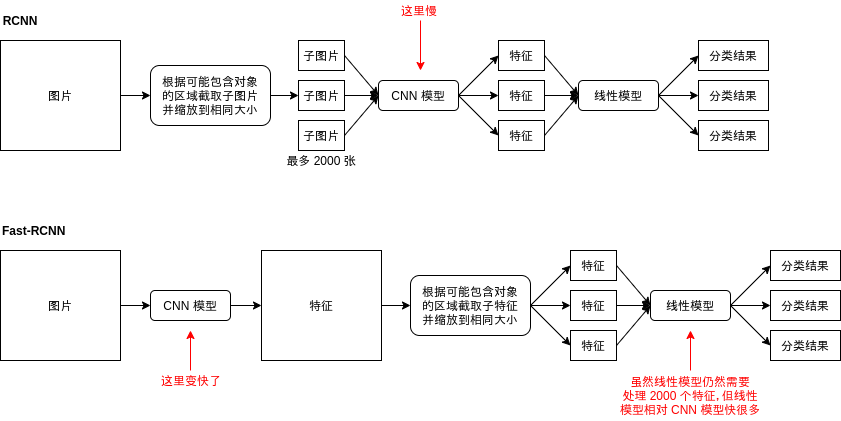 这里慢
RCNN
图片
根据可能包含对象
的区域截取子图片
并缩放到相同大小
子图片
子图片
子图片
最多 2000 张
CNN 模型
特征
特征
特征
线性模型
分类结果
分类结果
分类结果
Fast-RCNN
图片
CNN 模型
这里变快了
特征
根据可能包含对象
的区域截取子特征
并缩放到相同大小
特征
特征
特征
线性模型
虽然线性模型仍然需要
处理 2000 个特征, 但线性
模型相对 CNN 模型快很多
分类结果
分类结果
分类结果